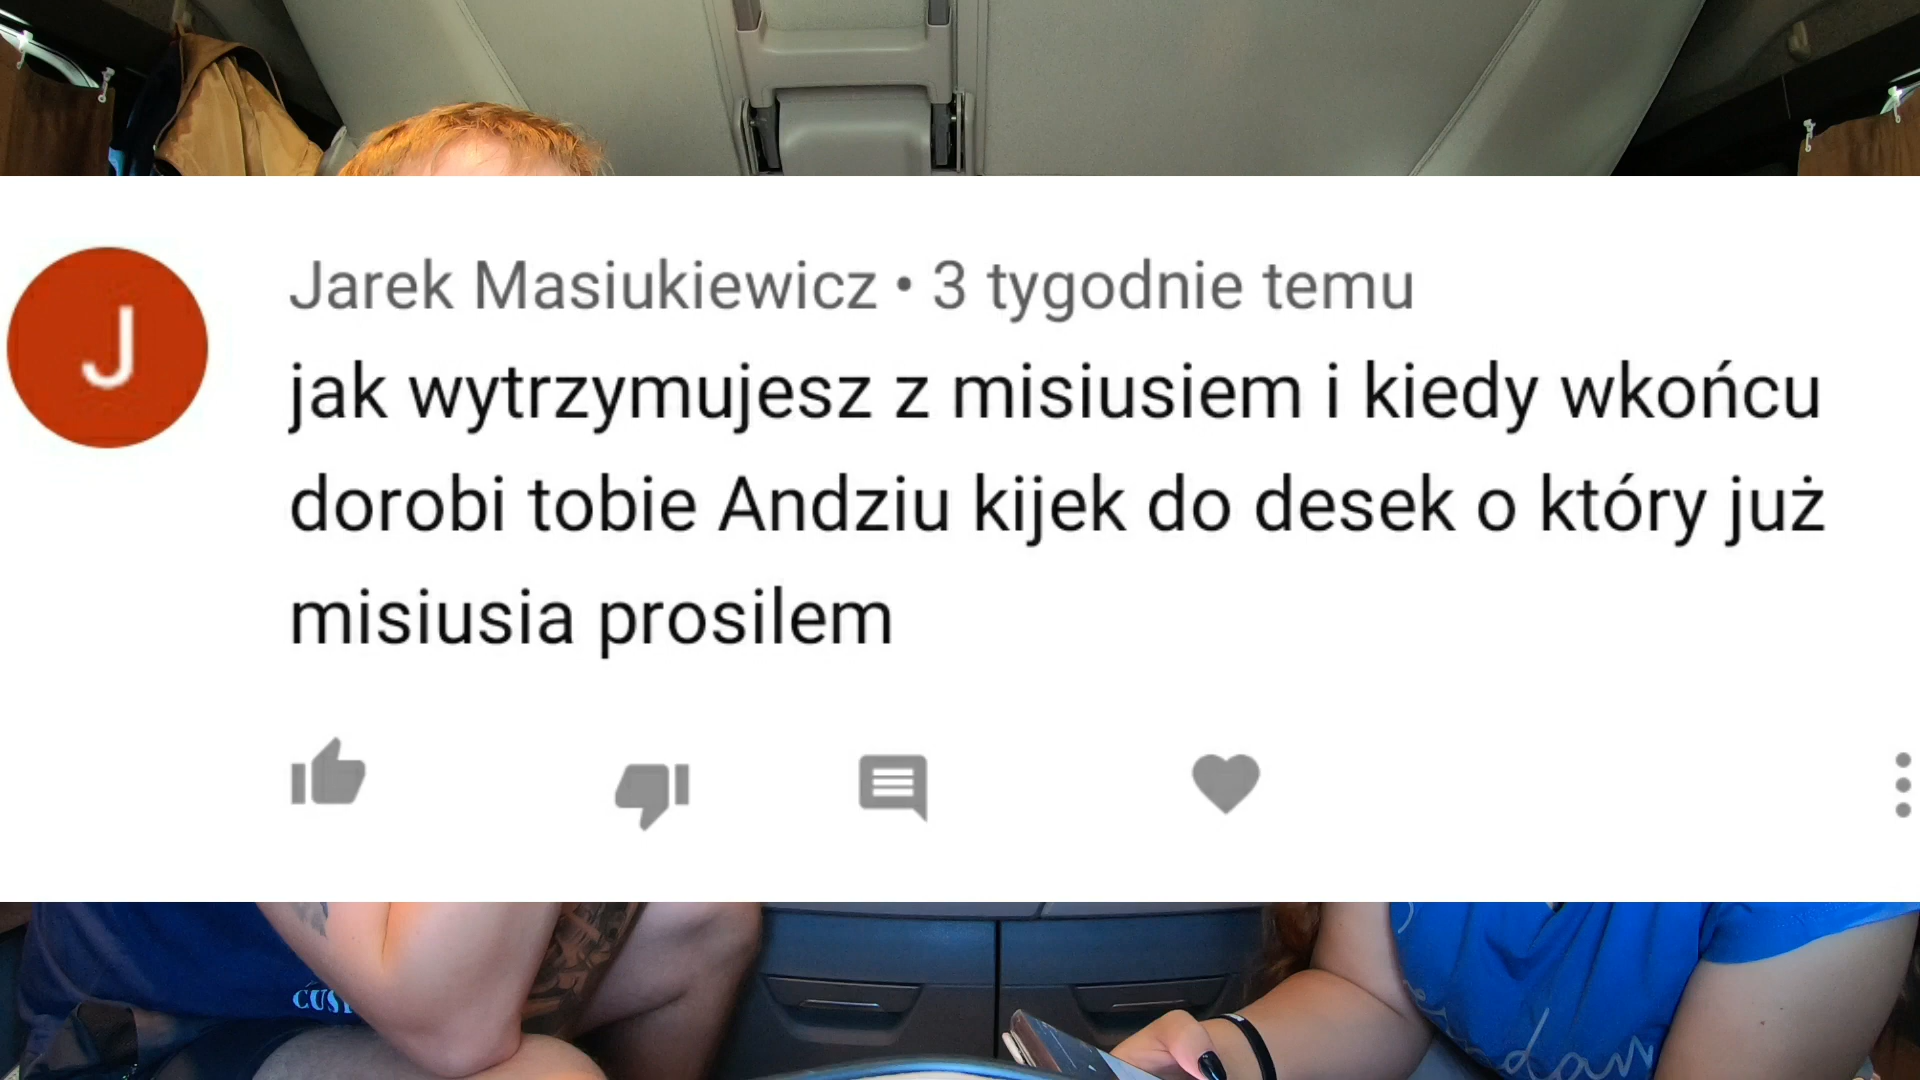 J
Jarek Masiukiewicz • 3 tygodnie temu
jak wytrzymujesz z misiusiem i kiedy wkońcu
dorobi tobie Andziu kijek do desek o który już
misiusia prosilem